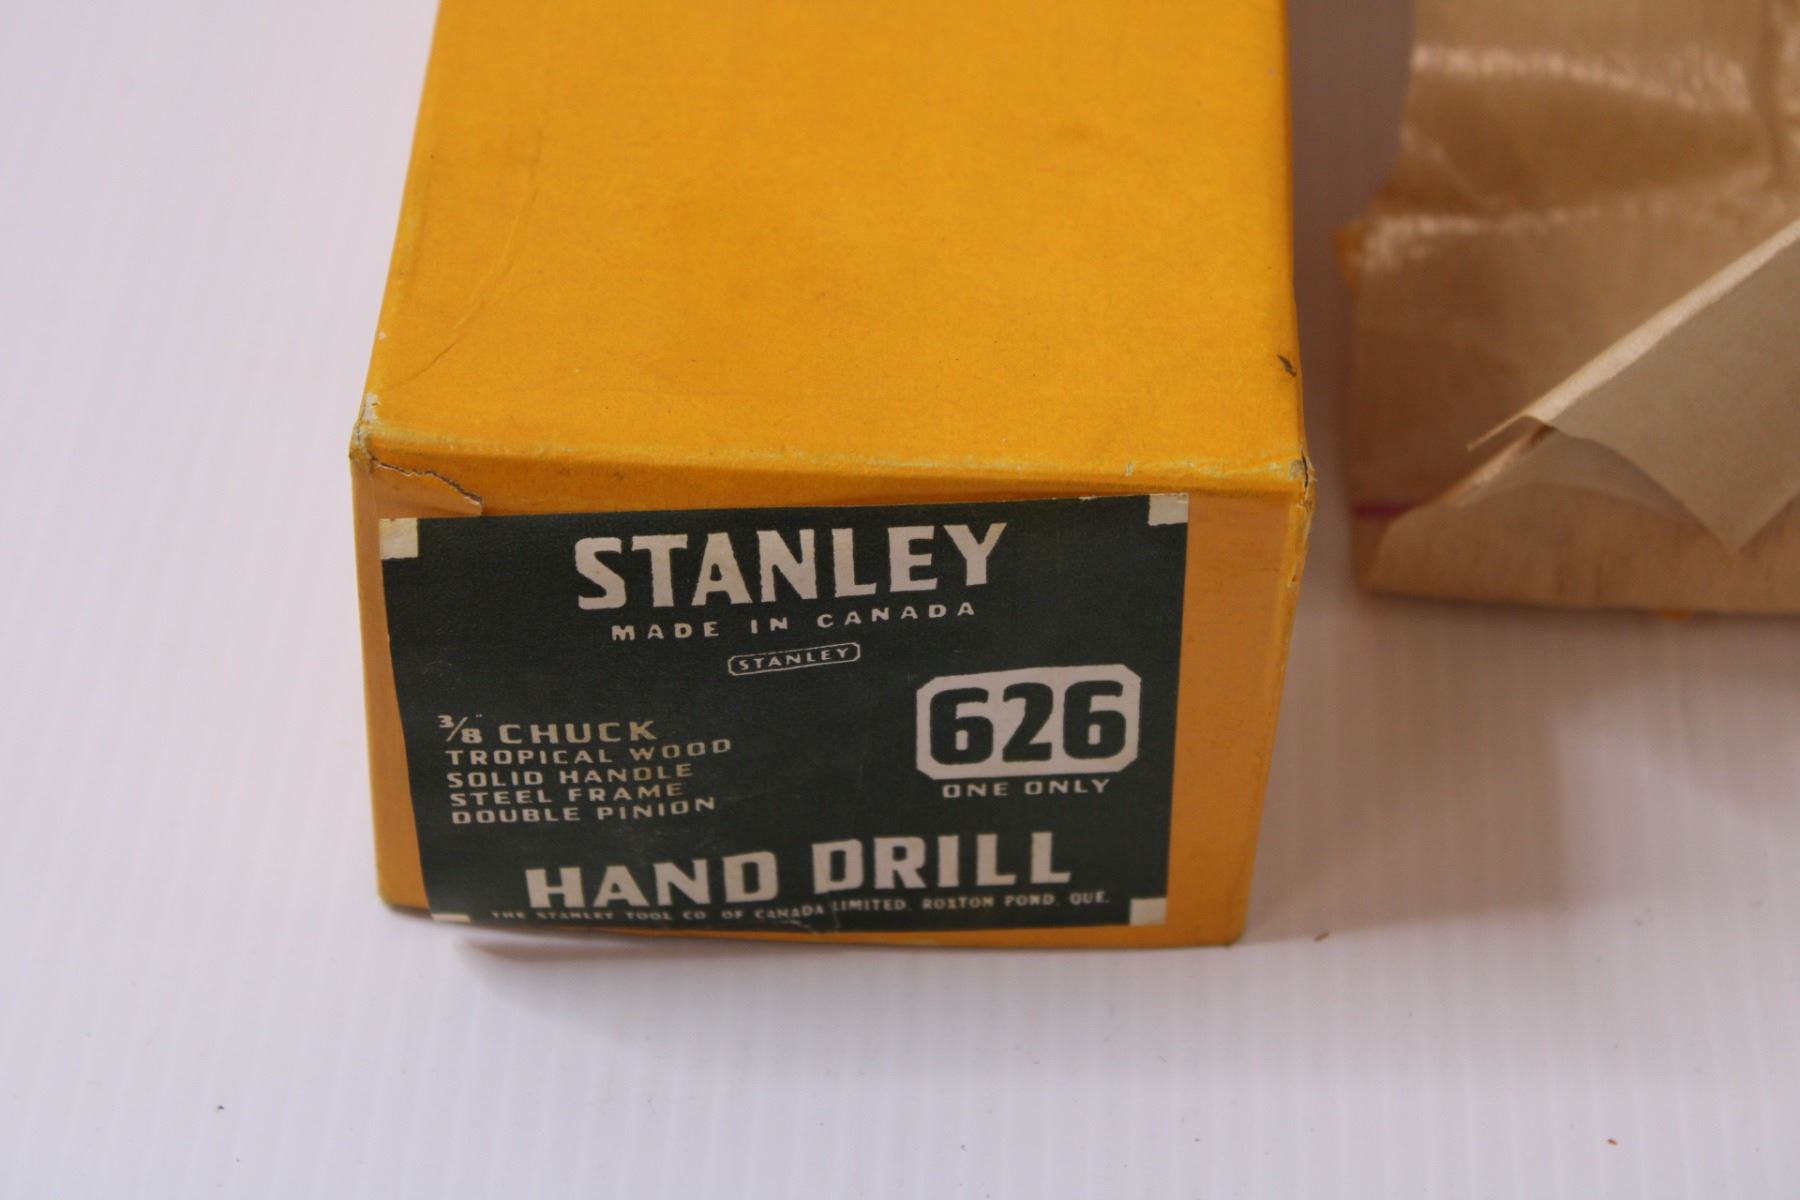 STANLEY
MADE IN CANADA
STANLEY
626
ONE ONLY
3/8" CHUCK
TROPICAL WOOD
SOLID HANDLE
STEEL FRAME
DOUBLE PINION
HAND DRILL
THE STANLEY TOOL CO. OF CANADA LIMITED. ROXTOM POND, QUE.